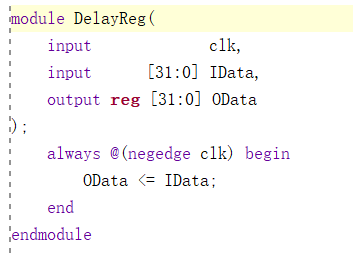 module DelayReg(
    input             clk,
    input      [31:0] IData,
    output reg [31:0] OData
);
    always @(negedge clk) begin
        OData <= IData;
    end
endmodule